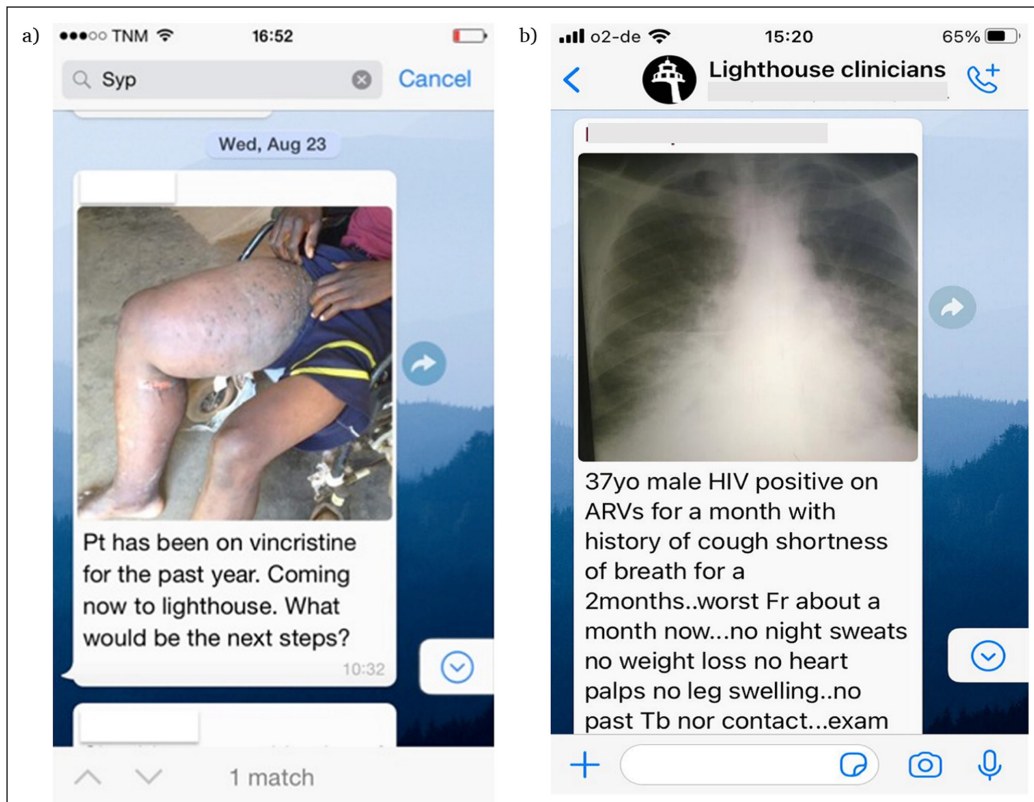 a)
TNM
16:52
Syp
Cancel
Wed, Aug 23
Pt has been on vincristine
for the past year. Coming
now to lighthouse. What
would be the next steps?
10:32
1 match
b)
o2-de
15:20
65%
Lighthouse clinicians
37yo male HIV positive on
ARVs for a month with
history of cough shortness
of breath for a
2months..worst Fr about a
month now...no night sweats
no weight loss no heart
palps no leg swelling..no
past Tb nor contact...exam